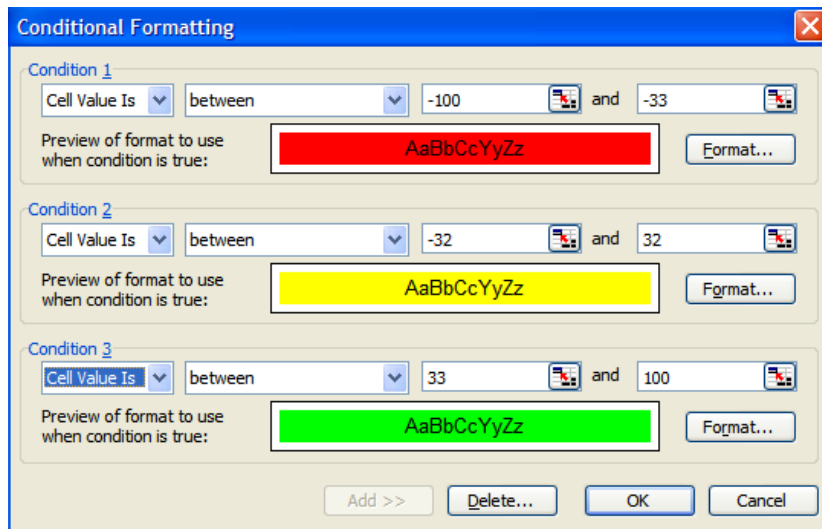 Conditional Formatting
Condition 1
Cell Value Is between -100 and -33
Preview of format to use
when condition is true:
AaBbCcYyZz
Format...
Condition 2
Cell Value Is between -32 and 32
Preview of format to use
when condition is true:
AaBbCcYyZz
Format...
Condition 3
Cell Value Is between 33 and 100
Preview of format to use
when condition is true:
AaBbCcYyZz
Format...
Add >> Delete... OK Cancel